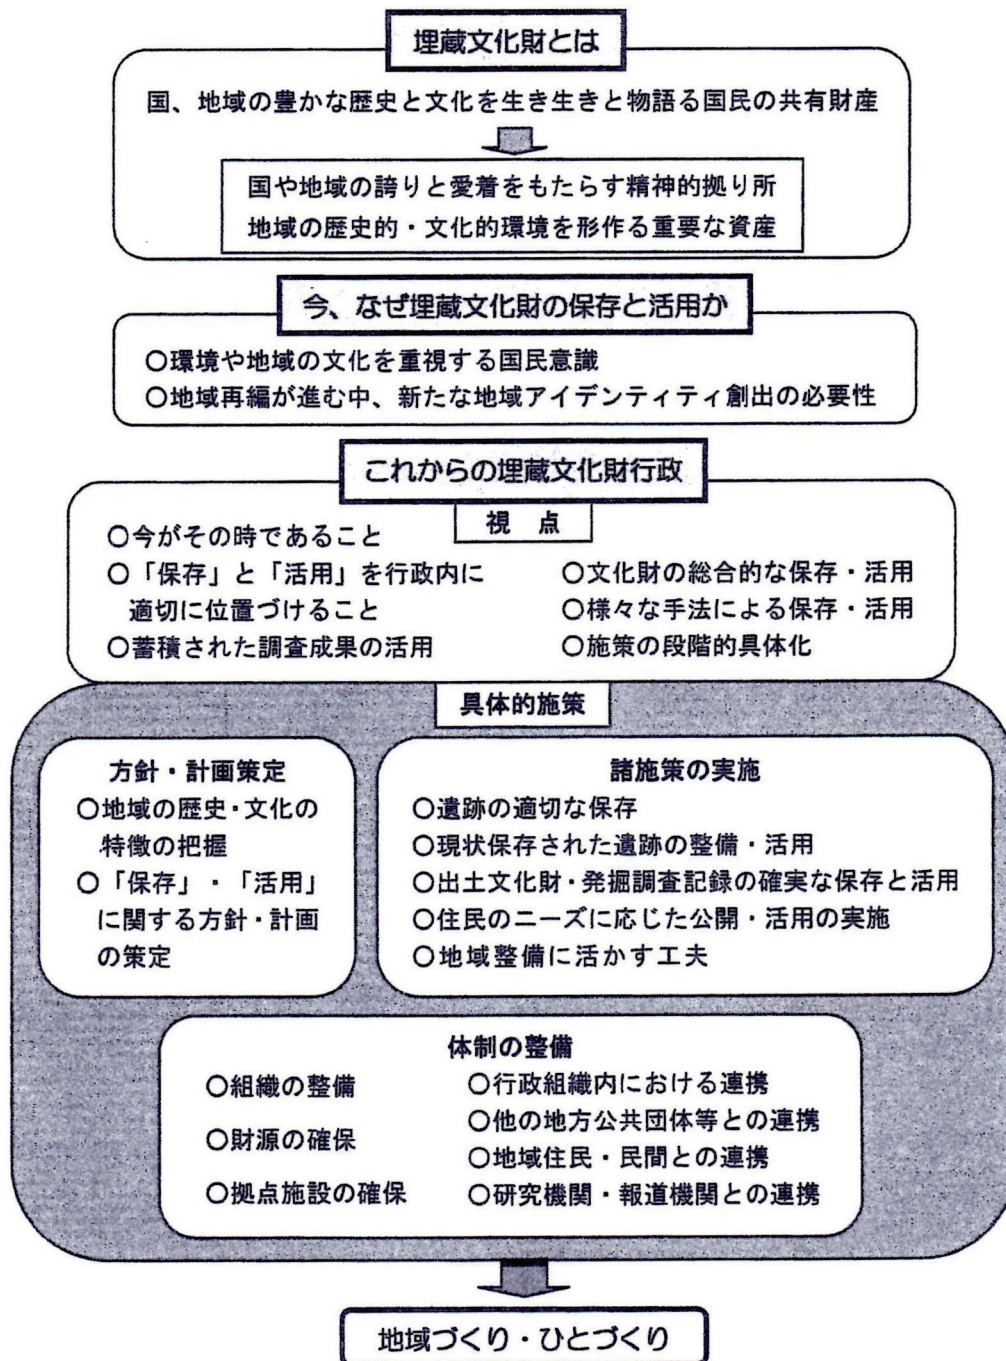 埋蔵文化財とは
国、地域の豊かな歴史と文化を生き生きと物語る国民の共有財産
国や地域の誇りと愛着をもたらす精神的拠り所
地域の歴史的・文化的環境を形作る重要な資産
今、なぜ埋蔵文化財の保存と活用か
○環境や地域の文化を重視する国民意識
○地域再編が進む中、新たな地域アイデンティティ創出の必要性
これからの埋蔵文化財行政
視 点
○今がその時であること
○「保存」と「活用」を行政内に
適切に位置づけること
○蓄積された調査成果の活用
○文化財の総合的な保存・活用
○様々な手法による保存・活用
○施策の段階的具体化
具体的施策
方針・計画策定
○地域の歴史・文化の
特徴の把握
○「保存」・「活用」
に関する方針・計画
の策定
諸施策の実施
○遺跡の適切な保存
○現状保存された遺跡の整備・活用
○出土文化財・発掘調査記録の確実な保存と活用
○住民のニーズに応じた公開・活用の実施
○地域整備に活かす工夫
体制の整備
○組織の整備
○財源の確保
○拠点施設の確保
○行政組織内における連携
○他の地方公共団体等との連携
○地域住民・民間との連携
○研究機関・報道機関との連携
地域づくり・ひとづくり